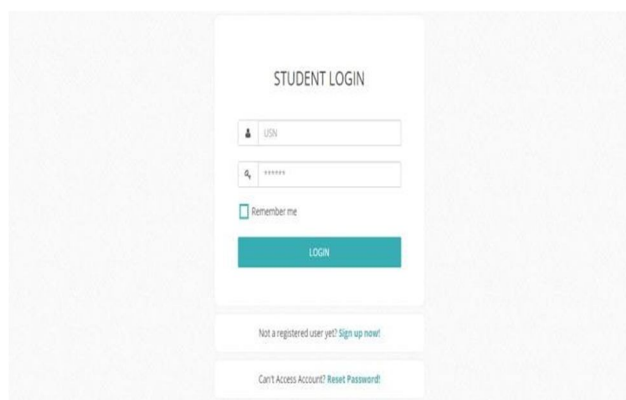 STUDENT LOGIN
USN
******
Remember me
LOGIN
Not a registered user yet? Sign up now!
Can't Access Account? Reset Password!